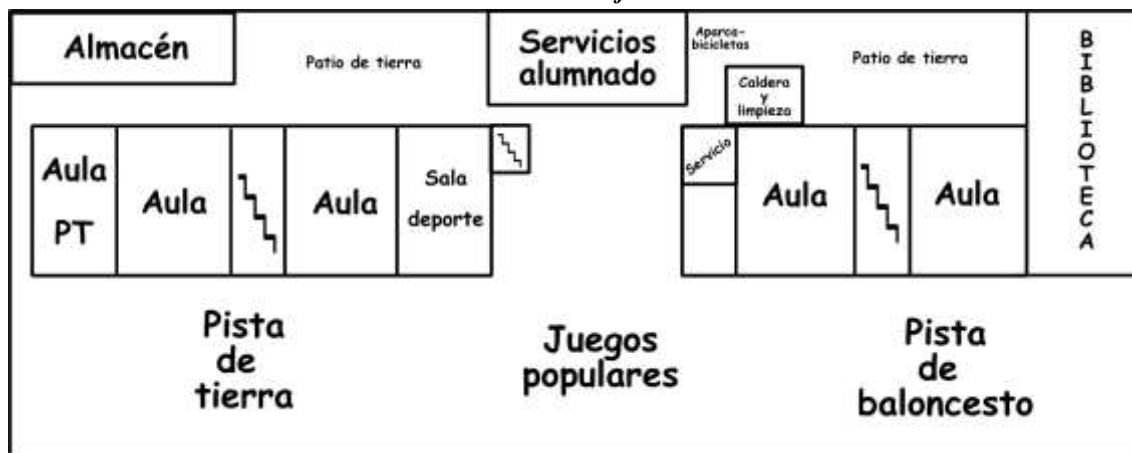 Almacén
Patio de tierra
Servicios
alumnado
Aparca-
bicicletas
Patio de tierra
Caldera
y
limpieza
BIBLIOTECA
Aula
PT
Aula
Aula
Sala
deporte
Servicio
Aula
Aula
Pista
de
tierra
Juegos
populares
Pista
de
baloncesto